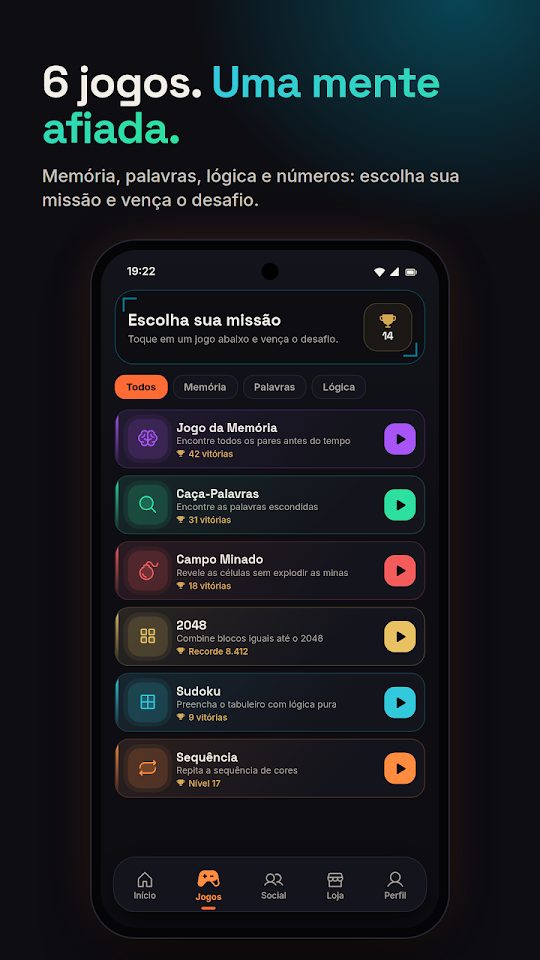 6 jogos. Uma mente
afiada.
Memória, palavras, lógica e números: escolha sua
missão e vença o desafio.
19:22
Escolha sua missão
Toque em um jogo abaixo e vença o desafio.
14
Todos
Memória
Palavras
Lógica
Jogo da Memória
Encontre todos os pares antes do tempo
42 vitórias
Caça-Palavras
Encontre as palavras escondidas
31 vitórias
Campo Minado
Revele as células sem explodir as minas
18 vitórias
2048
Combine blocos iguais até o 2048
Recorde 8.412
Sudoku
Preencha o tabuleiro com lógica pura
9 vitórias
Sequência
Repita a sequência de cores
Nível 17
Início
Jogos
Social
Loja
Perfil